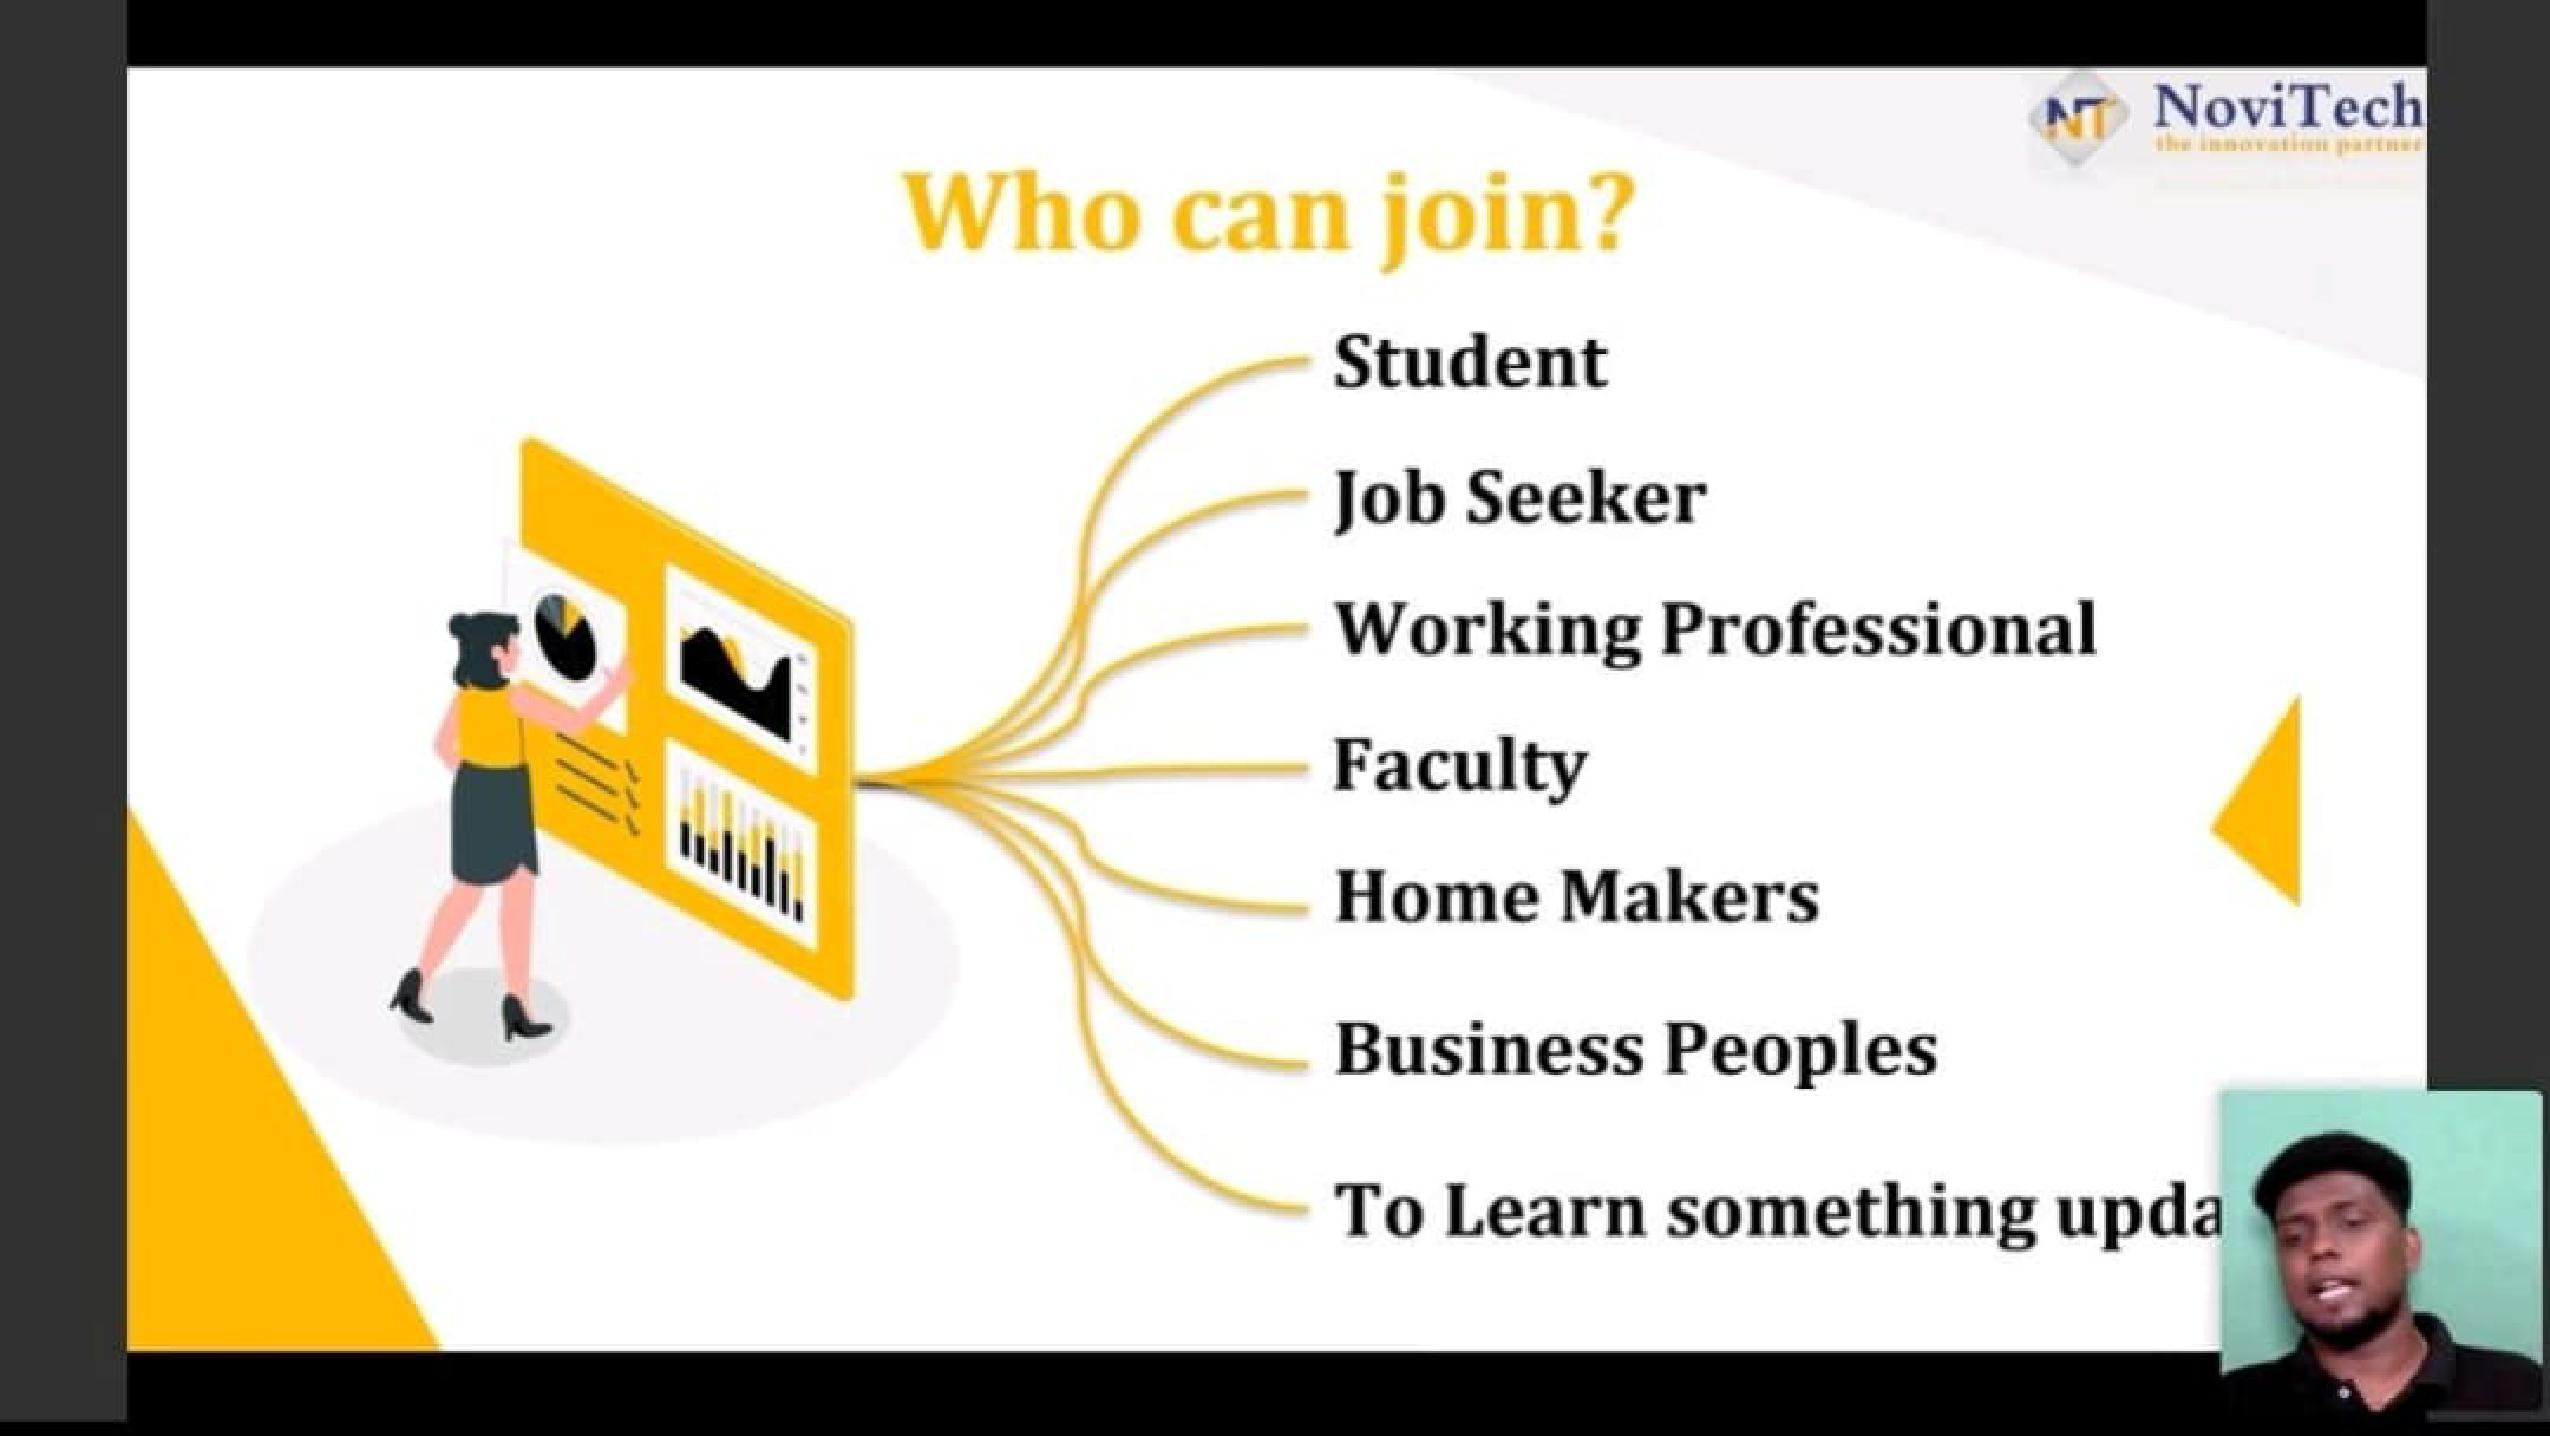 NT NoviTech
the innovation partner
Who can join?
Student
Job Seeker
Working Professional
Faculty
Home Makers
Business Peoples
To Learn something upda